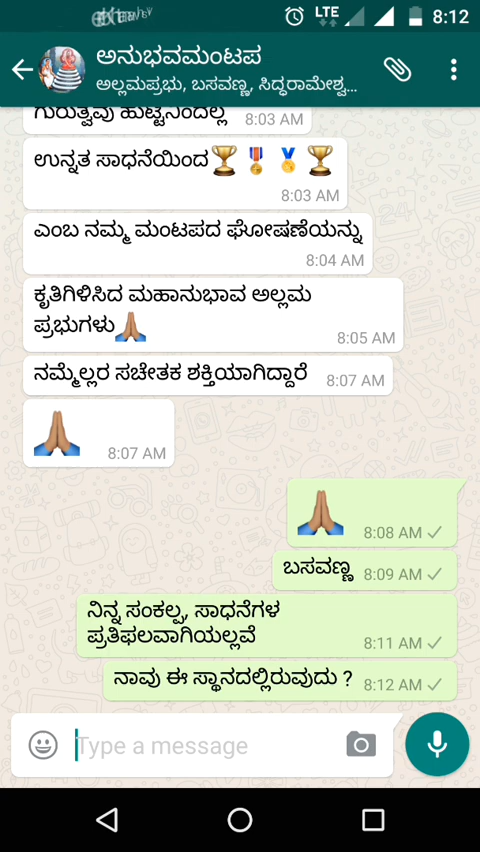 LTE 8:12
ಅನುಭವಮಂಟಪ
ಅಲ್ಲಮಪ್ರಭು, ಬಸವಣ್ಣ, ಸಿದ್ಧರಾಮೇಶ್ವ...
ಗುರುತ್ವವು ಹುಟ್ಟಿನಿಂದಲ್ಲ 8:03 AM
ಉನ್ನತ ಸಾಧನೆಯಿಂದ🏆🎖🏅🏆
8:03 AM
ಎಂಬ ನಮ್ಮ ಮಂಟಪದ ಘೋಷಣೆಯನ್ನು
8:04 AM
ಕೃತಿಗಿಳಿಸಿದ ಮಹಾನುಭಾವ ಅಲ್ಲಮ
ಪ್ರಭುಗಳು🙏🏽
8:05 AM
ನಮ್ಮೆಲ್ಲರ ಸಚೇತಕ ಶಕ್ತಿಯಾಗಿದ್ದಾರೆ 8:07 AM
🙏🏽 8:07 AM
🙏🏽 8:08 AM ✓
ಬಸವಣ್ಣ 8:09 AM ✓
ನಿನ್ನ ಸಂಕಲ್ಪ, ಸಾಧನೆಗಳ
ಪ್ರತಿಫಲವಾಗಿಯಲ್ಲವೆ 8:11 AM ✓
ನಾವು ಈ ಸ್ಥಾನದಲ್ಲಿರುವುದು ? 8:12 AM ✓
Type a message